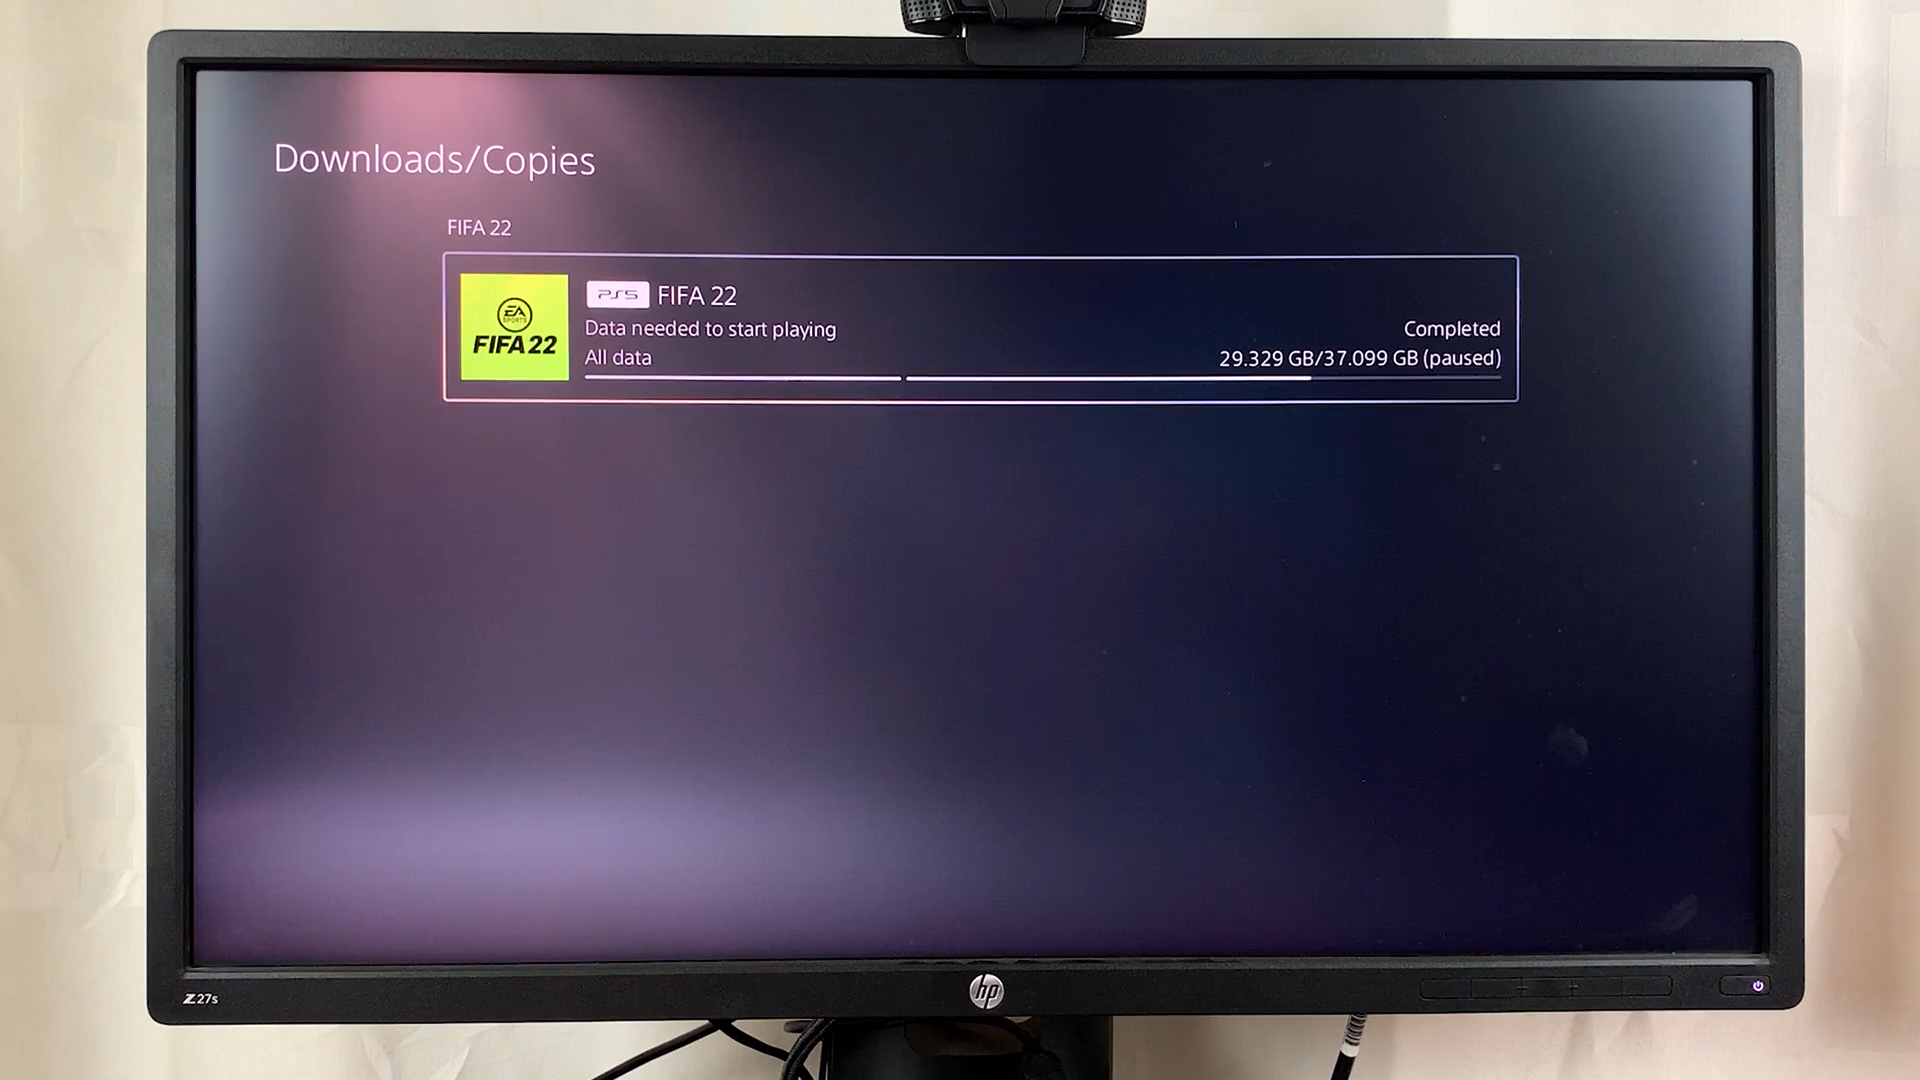 Downloads/Copies
FIFA 22
PS5 FIFA 22
Data needed to start playing
Completed
All data
29.329 GB/37.099 GB (paused)
EA
SPORTS
FIFA 22
Z27s
hp